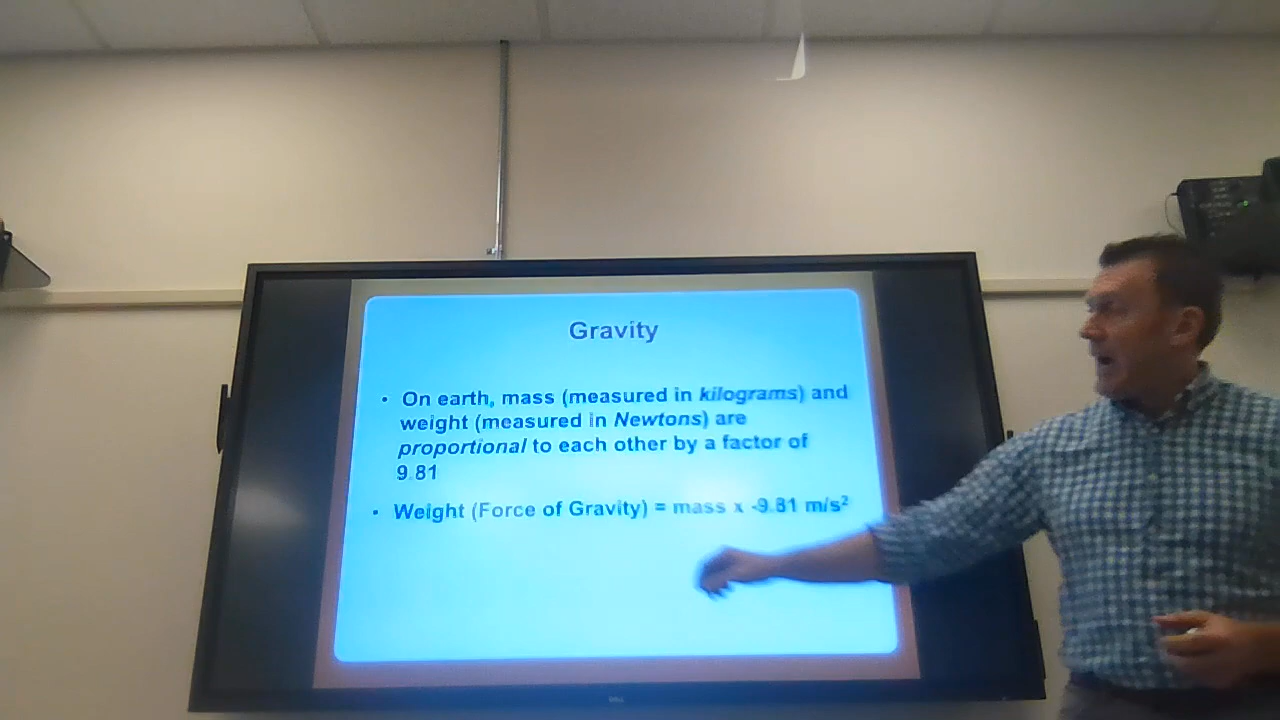 Gravity
• On earth, mass (measured in kilograms) and
weight (measured in Newtons) are
proportional to each other by a factor of
9.81
• Weight (Force of Gravity) = mass x -9.81 m/s²
DELL